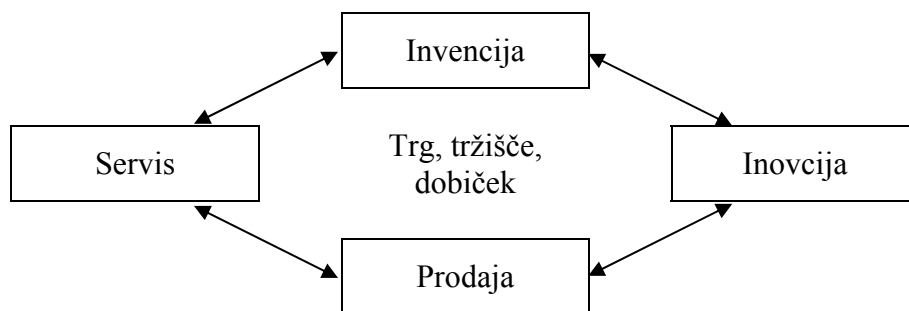 Invencija
Servis
Trg, tržišče,
dobiček
Inovcija
Prodaja